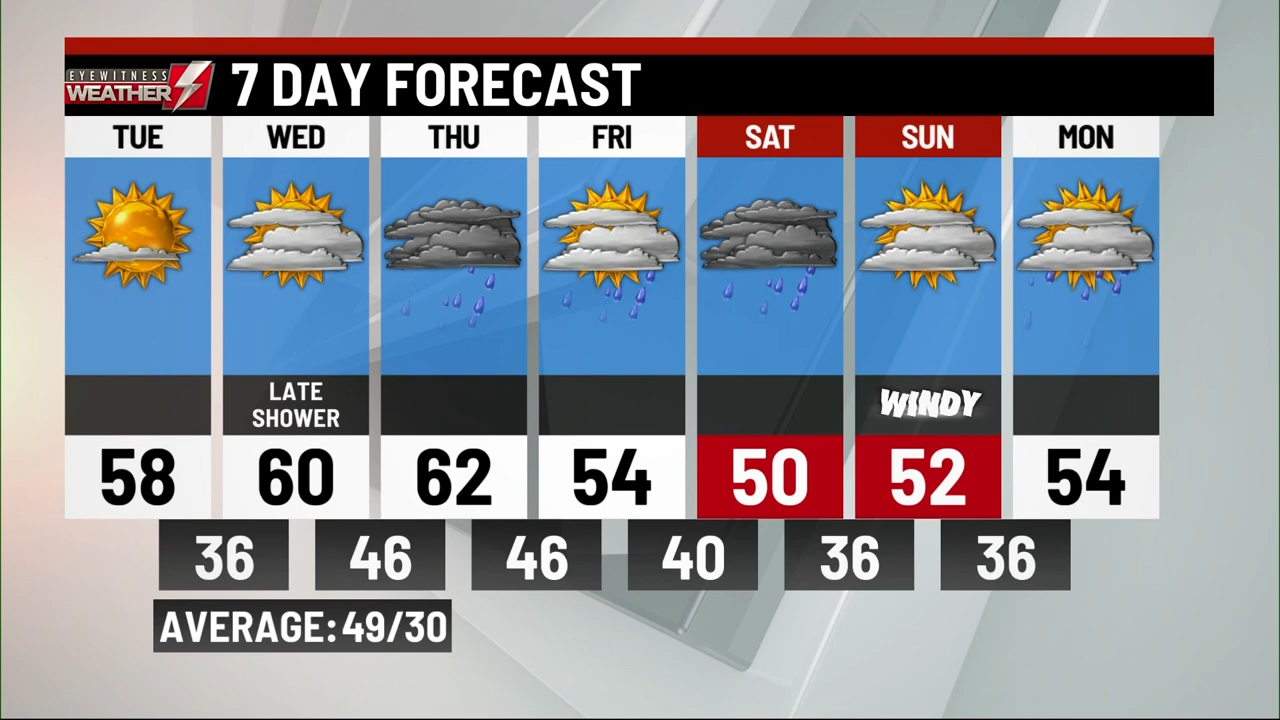 EYEWITNESS
WEATHER
7 DAY FORECAST
TUE WED THU FRI SAT SUN MON
LATE
SHOWER
WINDY
58 60 62 54 50 52 54
36 46 46 40 36 36
AVERAGE: 49/30